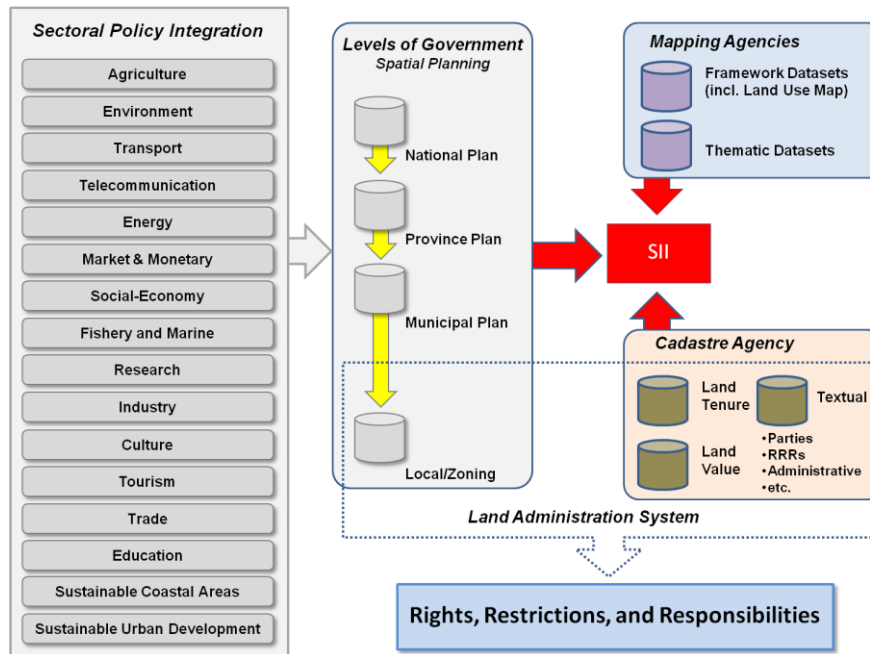 Sectoral Policy Integration
Agriculture
Environment
Transport
Telecommunication
Energy
Market & Monetary
Social-Economy
Fishery and Marine
Research
Industry
Culture
Tourism
Trade
Education
Sustainable Coastal Areas
Sustainable Urban Development
Levels of Government
Spatial Planning
National Plan
Province Plan
Municipal Plan
Local/Zoning
Mapping Agencies
Framework Datasets
(incl. Land Use Map)
Thematic Datasets
SII
Cadastre Agency
Land
Tenure
Textual
Land
Value
•Parties
•RRRs
•Administrative
•etc.
Land Administration System
Rights, Restrictions, and Responsibilities